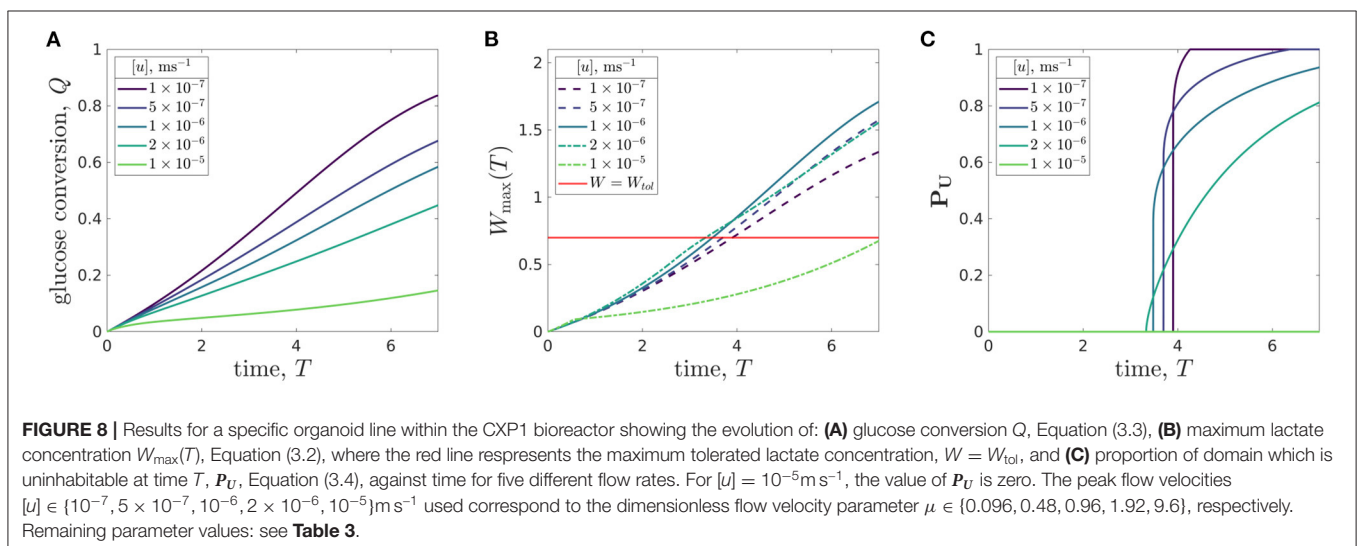 A
glucose conversion, Q
1
0.8
0.6
0.4
0.2
0
[u], ms⁻¹
1 × 10⁻⁷
5 × 10⁻⁷
1 × 10⁻⁶
2 × 10⁻⁶
1 × 10⁻⁵
0 2 4 6
time, T
B
W_max(T)
2
1.5
1
0.5
0
[u], ms⁻¹
1 × 10⁻⁷
5 × 10⁻⁷
1 × 10⁻⁶
2 × 10⁻⁶
1 × 10⁻⁵
W = W_tol
0 2 4 6
time, T
C
P_U
1
0.8
0.6
0.4
0.2
0
[u], ms⁻¹
1 × 10⁻⁷
5 × 10⁻⁷
1 × 10⁻⁶
2 × 10⁻⁶
1 × 10⁻⁵
0 2 4 6
time, T
FIGURE 8 | Results for a specific organoid line within the CXP1 bioreactor showing the evolution of: (A) glucose conversion Q, Equation (3.3), (B) maximum lactate
concentration W_max(T), Equation (3.2), where the red line respresents the maximum tolerated lactate concentration, W = W_tol, and (C) proportion of domain which is
uninhabitable at time T, P_U, Equation (3.4), against time for five different flow rates. For [u] = 10⁻⁵m s⁻¹, the value of P_U is zero. The peak flow velocities
[u] ∈ {10⁻⁷, 5 × 10⁻⁷, 10⁻⁶, 2 × 10⁻⁶, 10⁻⁵}m s⁻¹ used correspond to the dimensionless flow velocity parameter μ ∈ {0.096, 0.48, 0.96, 1.92, 9.6}, respectively.
Remaining parameter values: see Table 3.